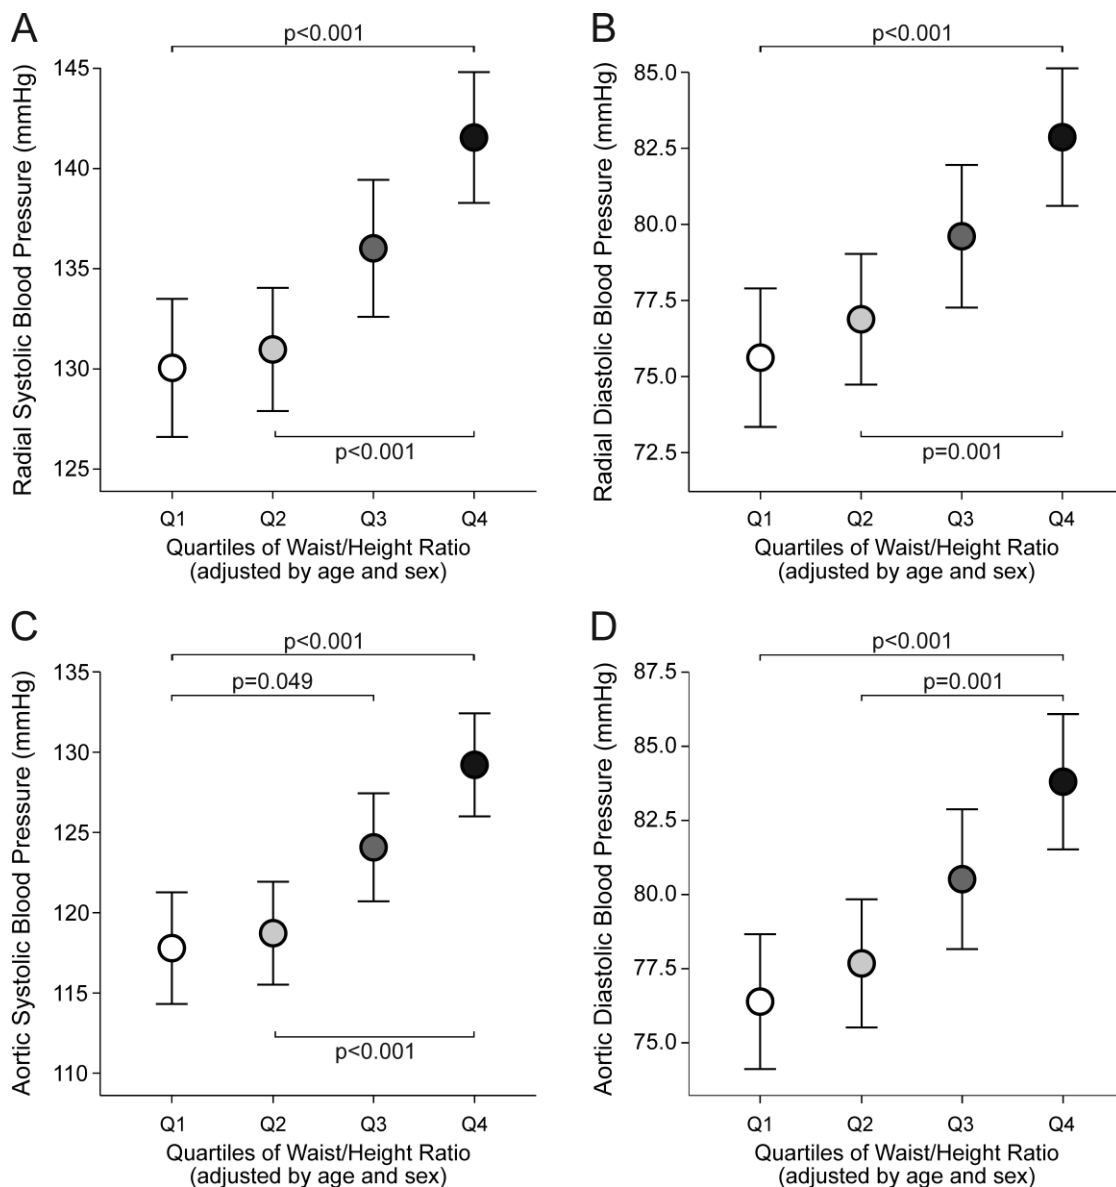 A
p<0.001
Radial Systolic Blood Pressure (mmHg)
145
140
135
130
125
p<0.001
Q1 Q2 Q3 Q4
Quartiles of Waist/Height Ratio
(adjusted by age and sex)
B
p<0.001
Radial Diastolic Blood Pressure (mmHg)
85.0
82.5
80.0
77.5
75.0
72.5
p=0.001
Q1 Q2 Q3 Q4
Quartiles of Waist/Height Ratio
(adjusted by age and sex)
C
p<0.001
p=0.049
Aortic Systolic Blood Pressure (mmHg)
135
130
125
120
115
110
p<0.001
Q1 Q2 Q3 Q4
Quartiles of Waist/Height Ratio
(adjusted by age and sex)
D
p<0.001
p=0.001
Aortic Diastolic Blood Pressure (mmHg)
87.5
85.0
82.5
80.0
77.5
75.0
Q1 Q2 Q3 Q4
Quartiles of Waist/Height Ratio
(adjusted by age and sex)